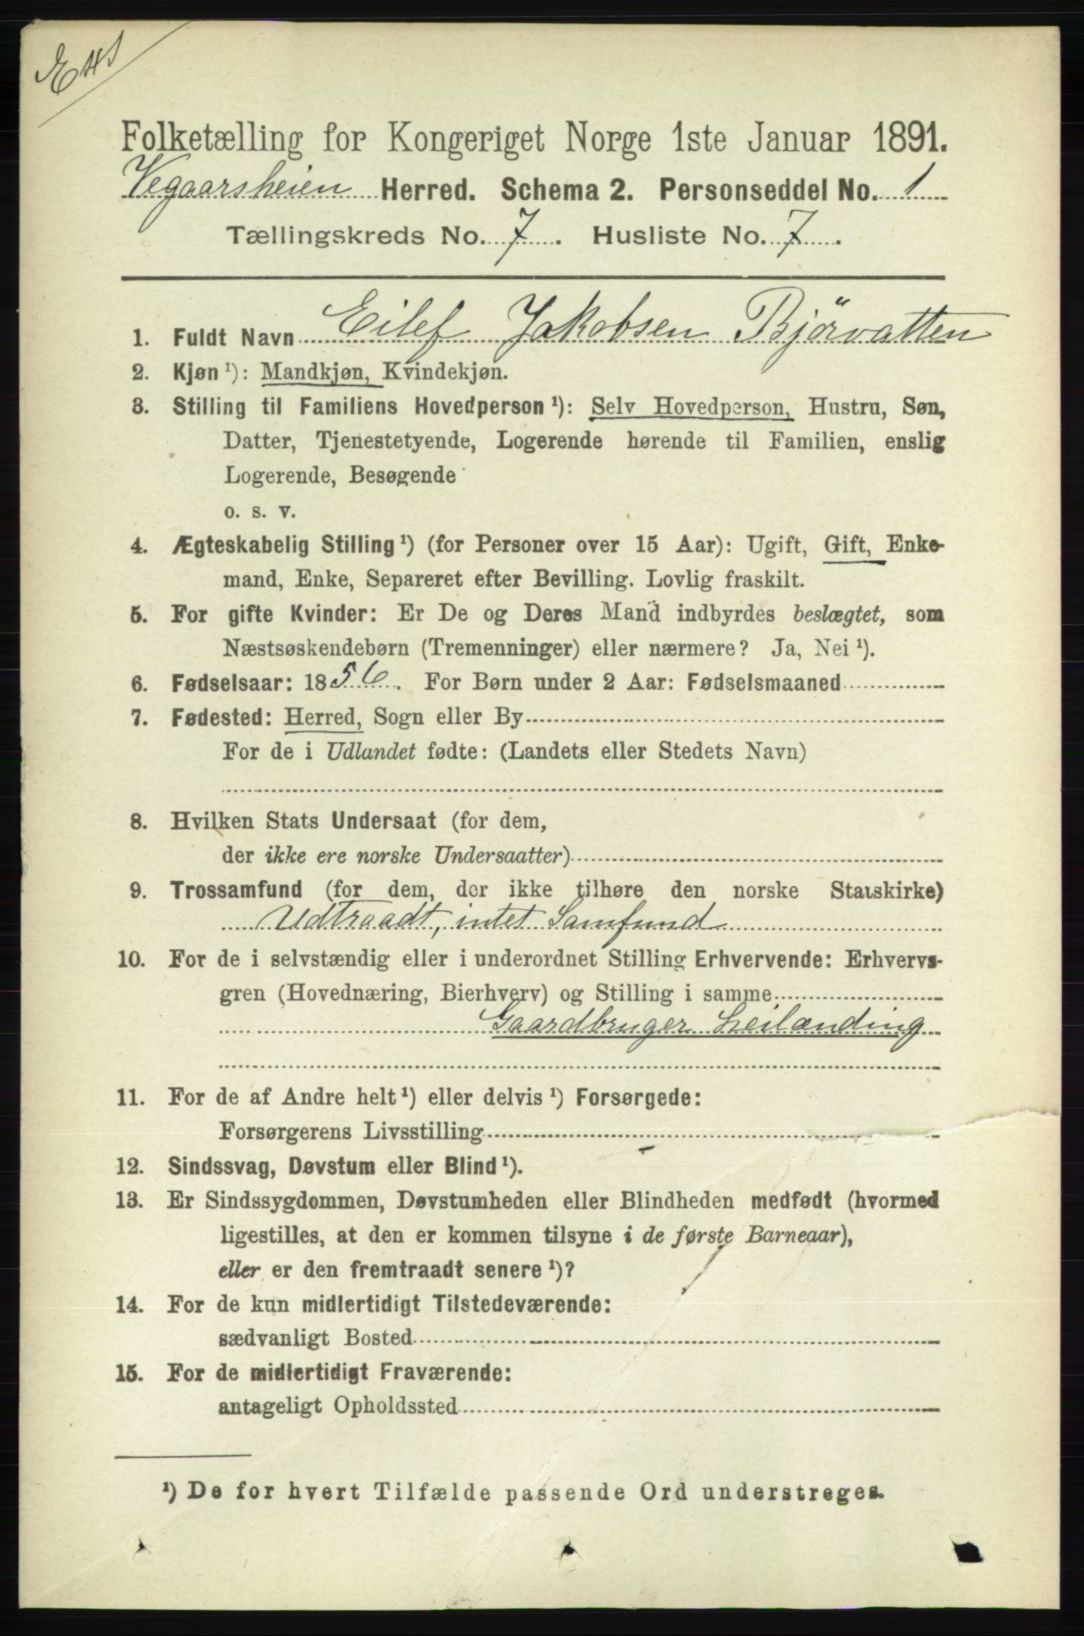 Folketælling for Kongeriget Norge 1ste Januar 1891.
Vegaarsheien Herred. Schema 2. Personseddel No. 1
Tællingskreds No. 7. Husliste No. 7.
1. Fuldt Navn Eilef Jakobsen Bjørvatten
2. Kjøn ¹): Mandkjøn, Kvindekjøn.
3. Stilling til Familiens Hovedperson ¹): Selv Hovedperson, Hustru, Søn,
Datter, Tjenestetyende, Logerende hørende til Familien, enslig
Logerende, Besøgende
o. s. v.
4. Ægteskabelig Stilling ¹) (for Personer over 15 Aar): Ugift, Gift, Enke-
mand, Enke, Separeret efter Bevilling. Lovlig fraskilt.
5. For gifte Kvinder: Er De og Deres Mand indbyrdes beslægtet, som
Næstsøskendebørn (Tremenninger) eller nærmere? Ja, Nei ¹).
6. Fødselsaar: 1856. For Børn under 2 Aar: Fødselsmaaned
7. Fødested: Herred, Sogn eller By
For de i Udlandet fødte: (Landets eller Stedets Navn)
8. Hvilken Stats Undersaat (for dem,
der ikke ere norske Undersaatter)
9. Trossamfund (for dem, der ikke tilhøre den norske Statskirke)
Udtraadt, intet Samfund
10. For de i selvstændig eller i underordnet Stilling Erhvervende: Erhvervs-
gren (Hovednæring, Bierhverv) og Stilling i samme
Gaardbruger Leilænding
11. For de af Andre helt ¹) eller delvis ¹) Forsørgede:
Forsørgerens Livsstilling
12. Sindssvag, Døvstum eller Blind ¹).
13. Er Sindssygdommen, Døvstumheden eller Blindheden medfødt (hvormed
ligestilles, at den er kommen tilsyne i de første Barneaar),
eller er den fremtraadt senere ¹)?
14. For de kun midlertidigt Tilstedeværende:
sædvanligt Bosted
15. For de midlertidigt Fraværende:
antageligt Opholdssted
¹) De for hvert Tilfælde passende Ord understreges.